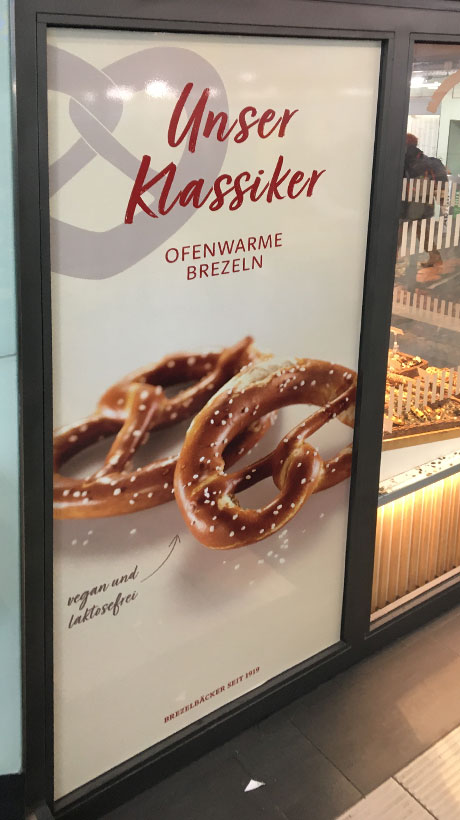 Unser
Klassiker
OFENWARME
BREZELN
vegan und
laktosefrei
BREZELBÄCKER SEIT 1919